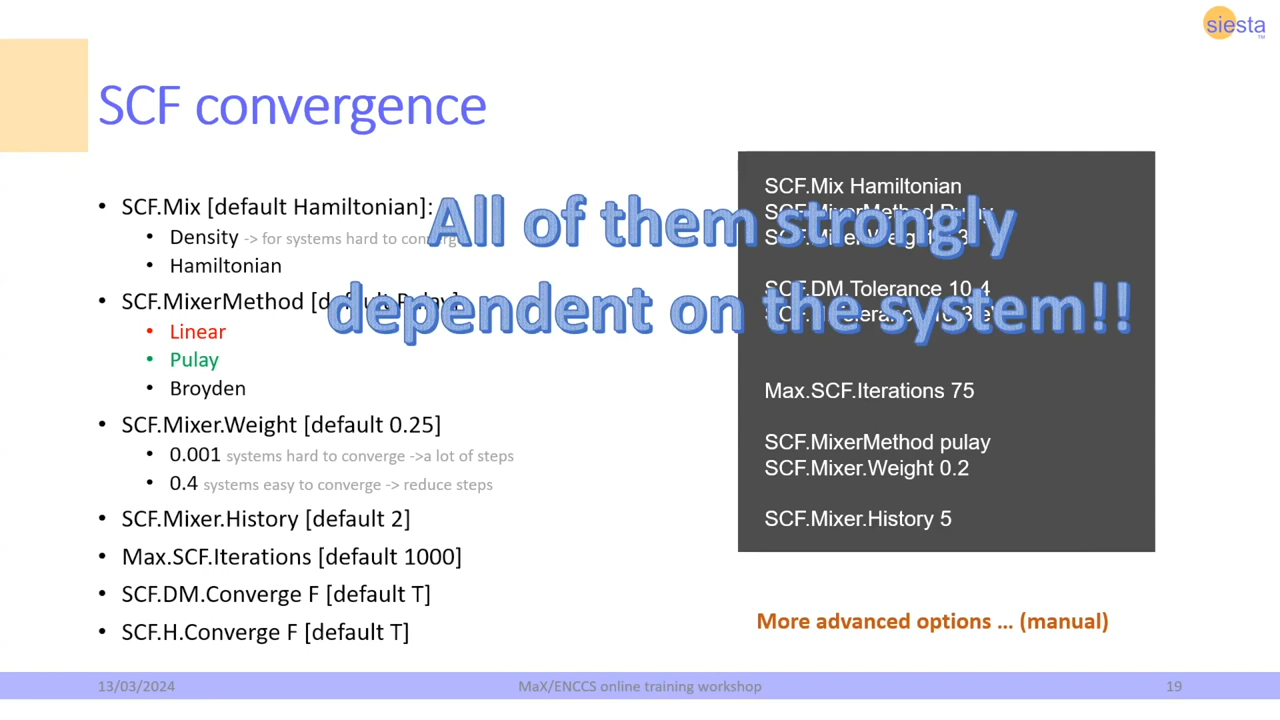 siesta
TM
SCF convergence
• SCF.Mix [default Hamiltonian]:
• Density -> for systems hard to converge
• Hamiltonian
• SCF.MixerMethod [default Pulay]
• Linear
• Pulay
• Broyden
• SCF.Mixer.Weight [default 0.25]
• 0.001 systems hard to converge ->a lot of steps
• 0.4 systems easy to converge -> reduce steps
• SCF.Mixer.History [default 2]
• Max.SCF.Iterations [default 1000]
• SCF.DM.Converge F [default T]
• SCF.H.Converge F [default T]
All of them strongly
dependent on the system!!
SCF.Mix Hamiltonian
SCF.MixerMethod Pulay
SCF.Mixer.Weight
SCF.DM.Tolerance 10-4
Max.SCF.Iterations 75
SCF.MixerMethod pulay
SCF.Mixer.Weight 0.2
SCF.Mixer.History 5
More advanced options … (manual)
13/03/2024
MaX/ENCCS online training workshop
19